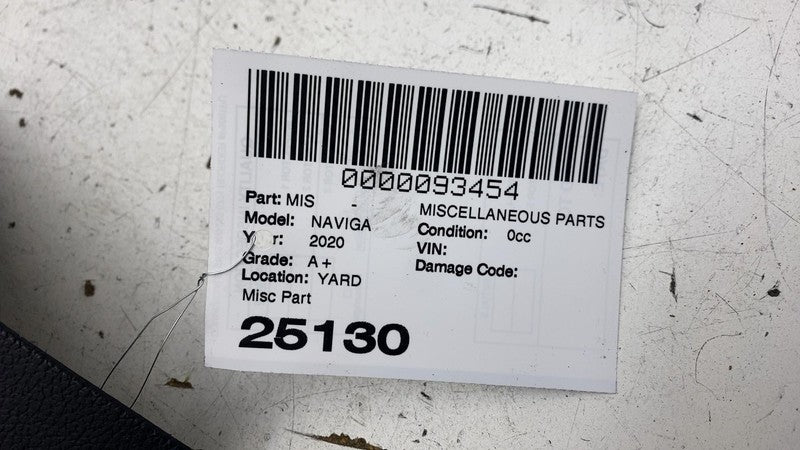 0000093454
Part: MIS - MISCELLANEOUS PARTS
Model: NAVIGA Condition: 0cc
Year: 2020 VIN:
Grade: A+ Damage Code:
Location: YARD
Misc Part
25130